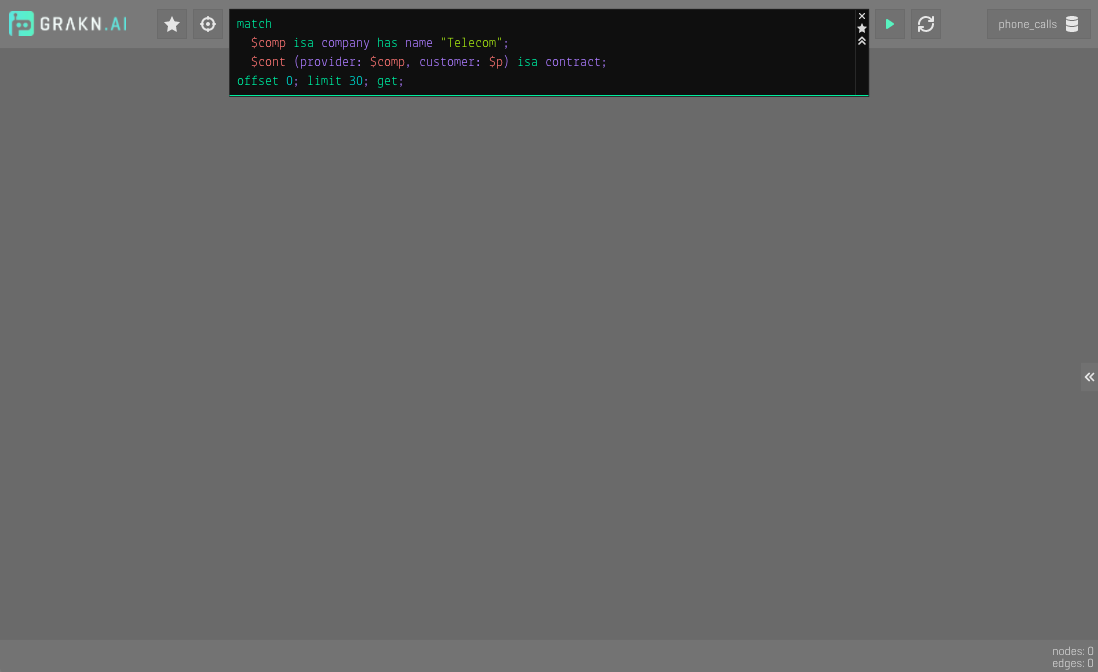 GRAKN.AI
match
$comp isa company has name "Telecom";
$cont (provider: $comp, customer: $p) isa contract;
offset 0; limit 30; get;
phone_calls
nodes: 0
edges: 0